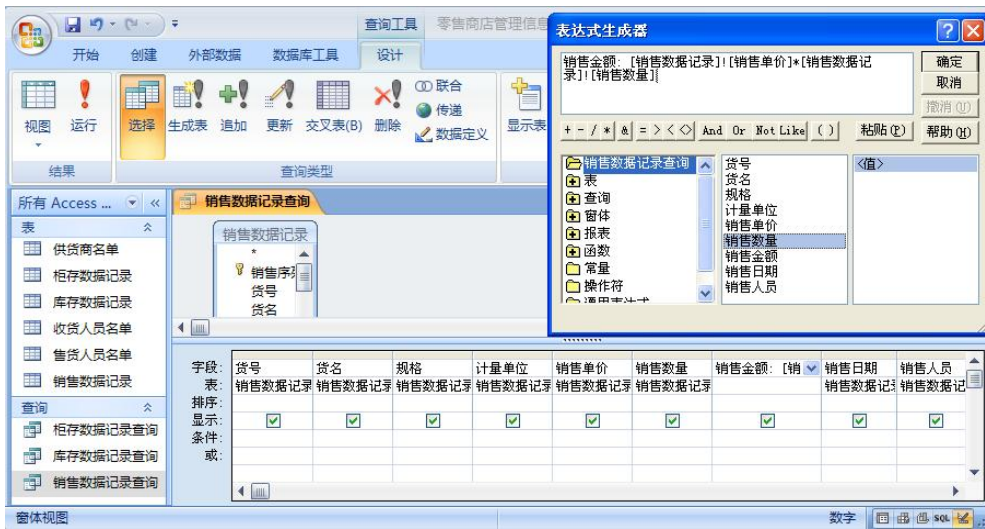 查询工具
零售商店管理信息
开始 创建 外部数据 数据库工具 设计
视图 运行 选择 生成表 追加 更新 交叉表(B) 删除 联合 传递 数据定义 显示表
结果 查询类型
表达式生成器
销售金额: [销售数据记录]![销售单价]*[销售数据记
录]![销售数量]
确定
取消
撤消(U)
+ - / * & = > < <> And Or Not Like ( ) 粘贴(P) 帮助(H)
销售数据记录查询
表
查询
窗体
报表
函数
常量
操作符
通用表达式
货号
货名
规格
计量单位
销售单价
销售数量
销售金额
销售日期
销售人员
<值>
所有 Access ...
表
供货商名单
柜存数据记录
库存数据记录
收货人员名单
售货人员名单
销售数据记录
查询
柜存数据记录查询
库存数据记录查询
销售数据记录查询
销售数据记录查询
销售数据记录
*
销售序列
货号
货名
字段: 货号 货名 规格 计量单位 销售单价 销售数量 销售金额: [销 销售日期 销售人员
表: 销售数据记录 销售数据记录 销售数据记录 销售数据记录 销售数据记录 销售数据记录 销售数据记 销售数据记
排序:
显示:
条件:
或:
窗体视图 数字 SQL